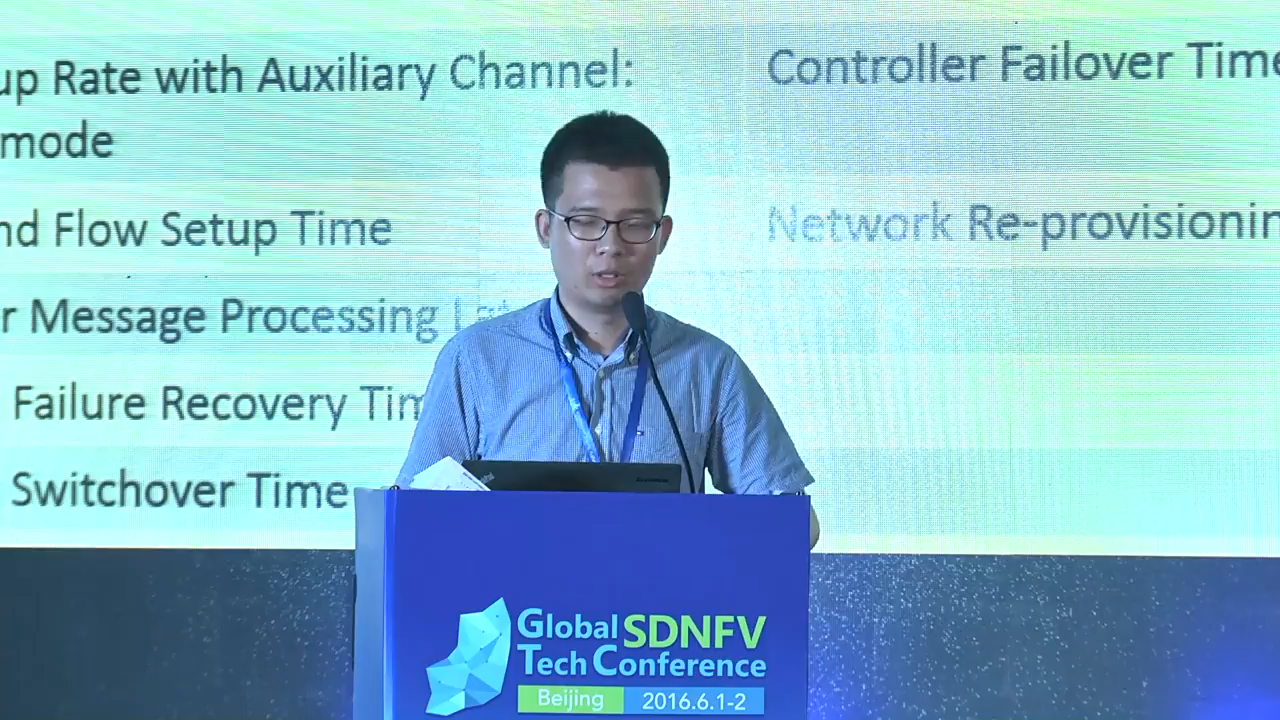 up Rate with Auxiliary Channel:
mode
nd Flow Setup Time
r Message Processing
Failure Recovery Tim
Switchover Time
Controller Failover Time
Network Re-provisionin
Global SDNFV
Tech Conference
Beijing 2016.6.1-2